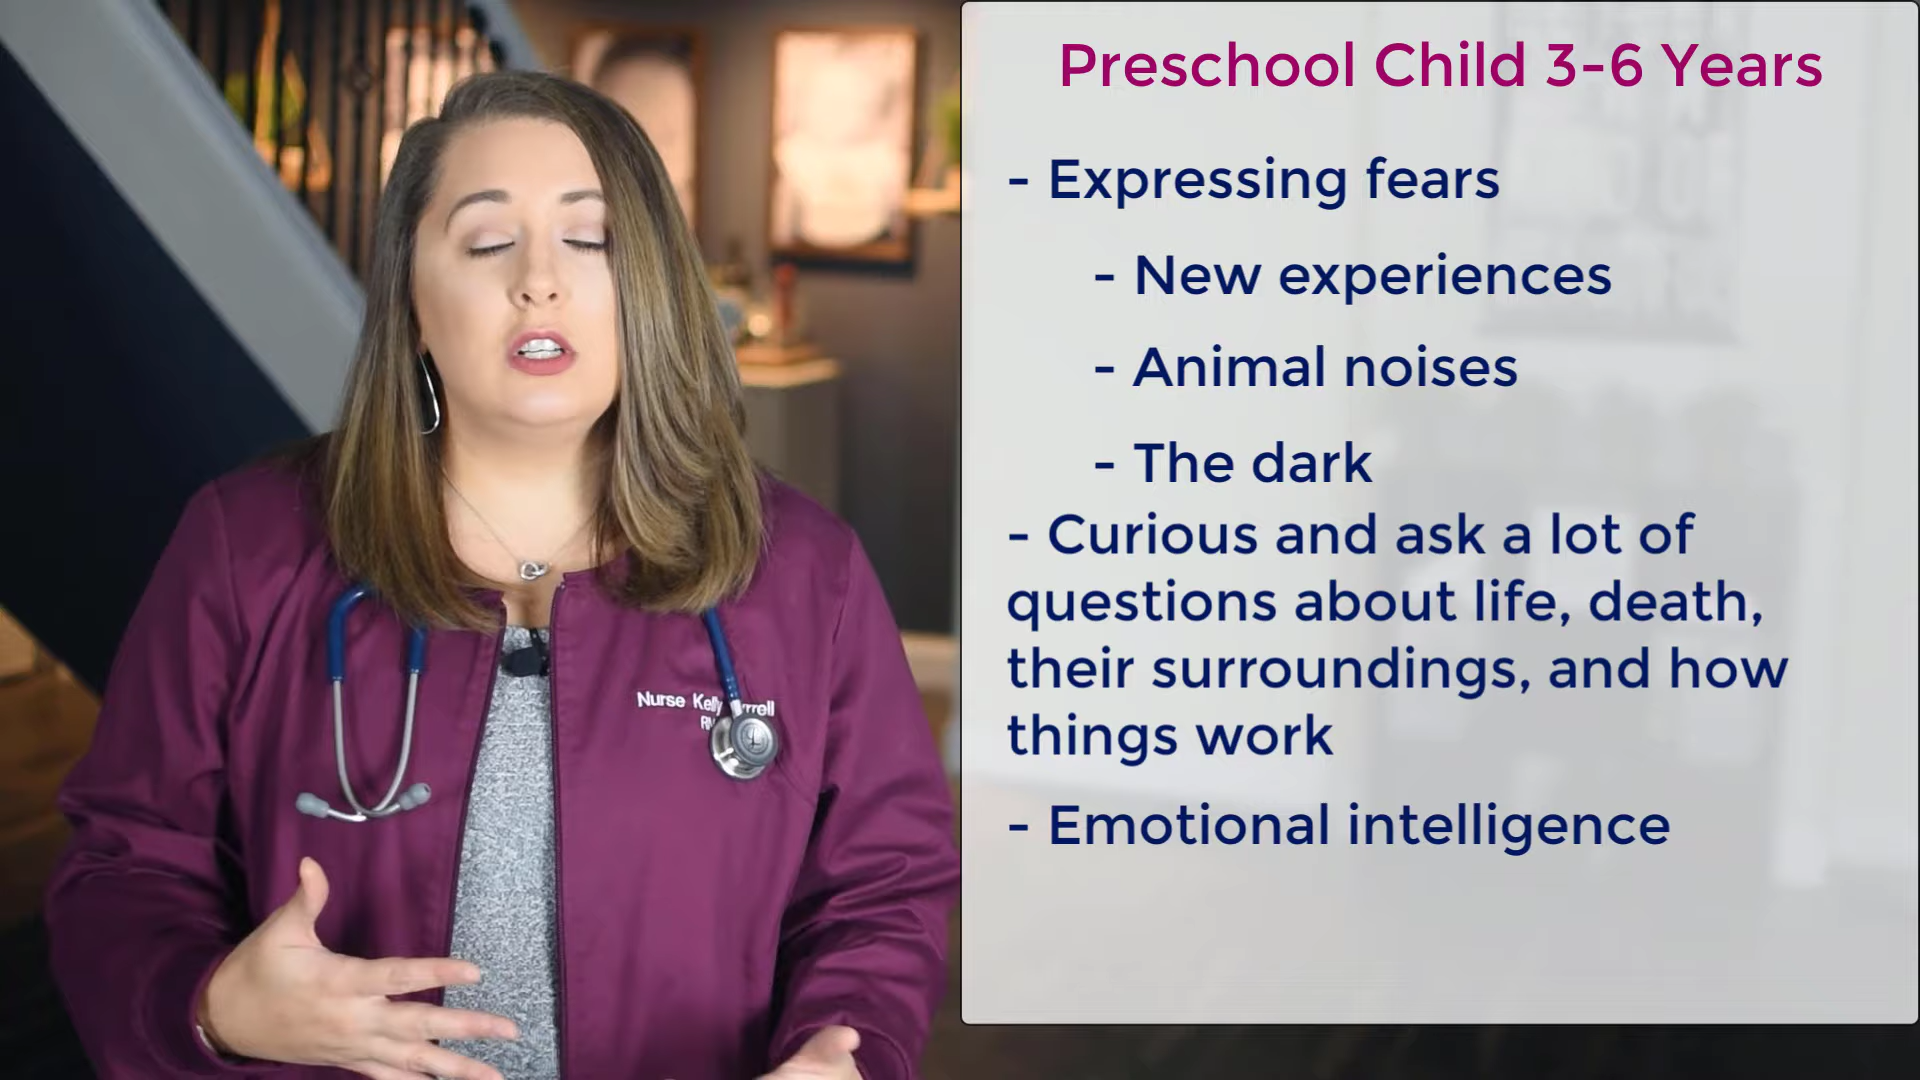 Preschool Child 3-6 Years
- Expressing fears
- New experiences
- Animal noises
- The dark
- Curious and ask a lot of
questions about life, death,
their surroundings, and how
things work
- Emotional intelligence
Nurse